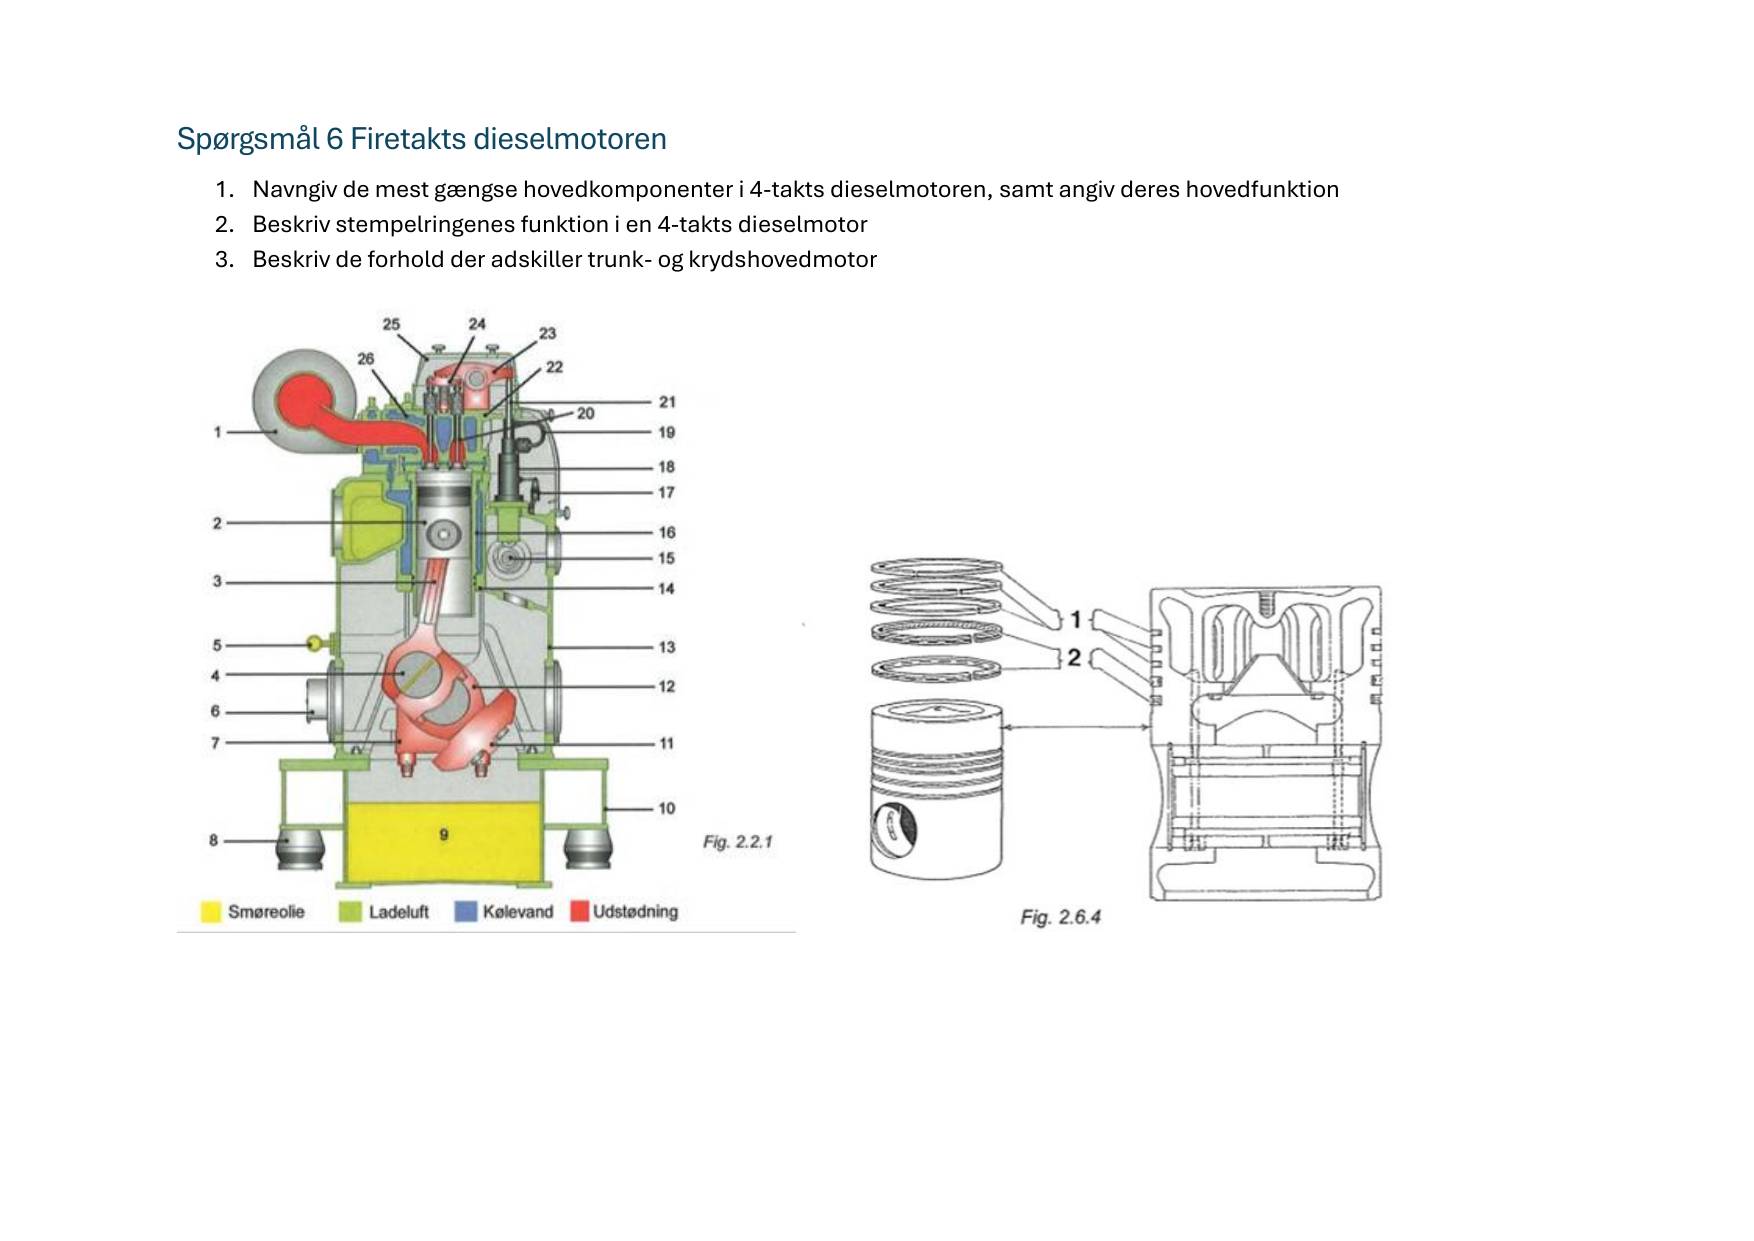 Spørgsmål 6 Firetakts dieselmotoren
1. Navngiv de mest gængse hovedkomponenter i 4-takts dieselmotoren, samt angiv deres hovedfunktion
2. Beskriv stempelringenes funktion i en 4-takts dieselmotor
3. Beskriv de forhold der adskiller trunk- og krydshovedmotor
25
24
23
26
22
21
20
1
19
18
17
2
16
15
3
14
5
13
4
12
6
7
11
10
9
8
Fig. 2.2.1
Smøreolie
Ladeluft
Kølevand
Udstødning
1
2
Fig. 2.6.4